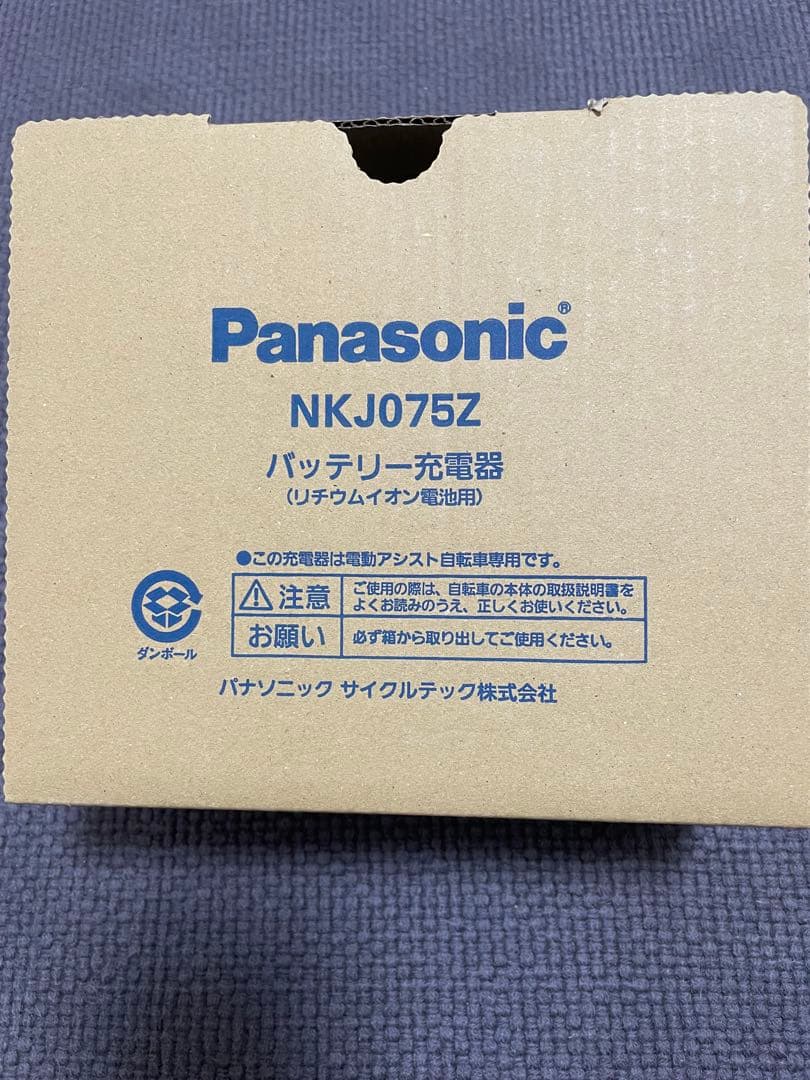 Panasonic®
NKJ075Z
バッテリー充電器
(リチウムイオン電池用)
●この充電器は電動アシスト自転車専用です。
注意
ご使用の際は、自転車の本体の取扱説明書を
よくお読みのうえ、正しくお使いください。
お願い
必ず箱から取り出してご使用ください。
ダンボール
パナソニック サイクルテック株式会社